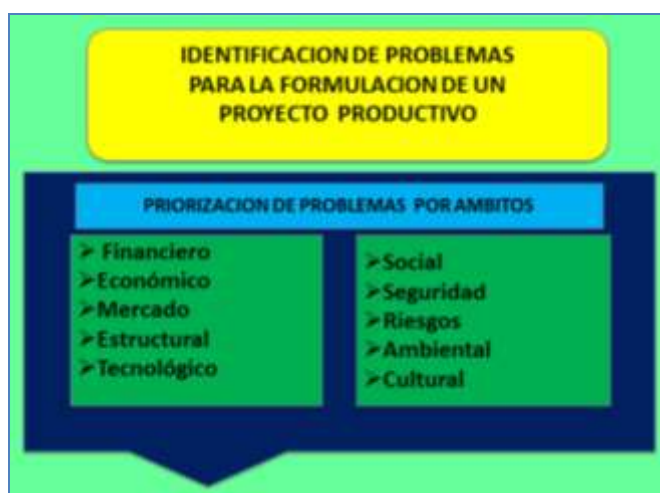 IDENTIFICACION DE PROBLEMAS
PARA LA FORMULACION DE UN
PROYECTO PRODUCTIVO
PRIORIZACION DE PROBLEMAS POR AMBITOS
➢ Financiero
➢Económico
➢Mercado
➢Estructural
➢Tecnológico
➢Social
➢Seguridad
➢Riesgos
➢Ambiental
➢Cultural